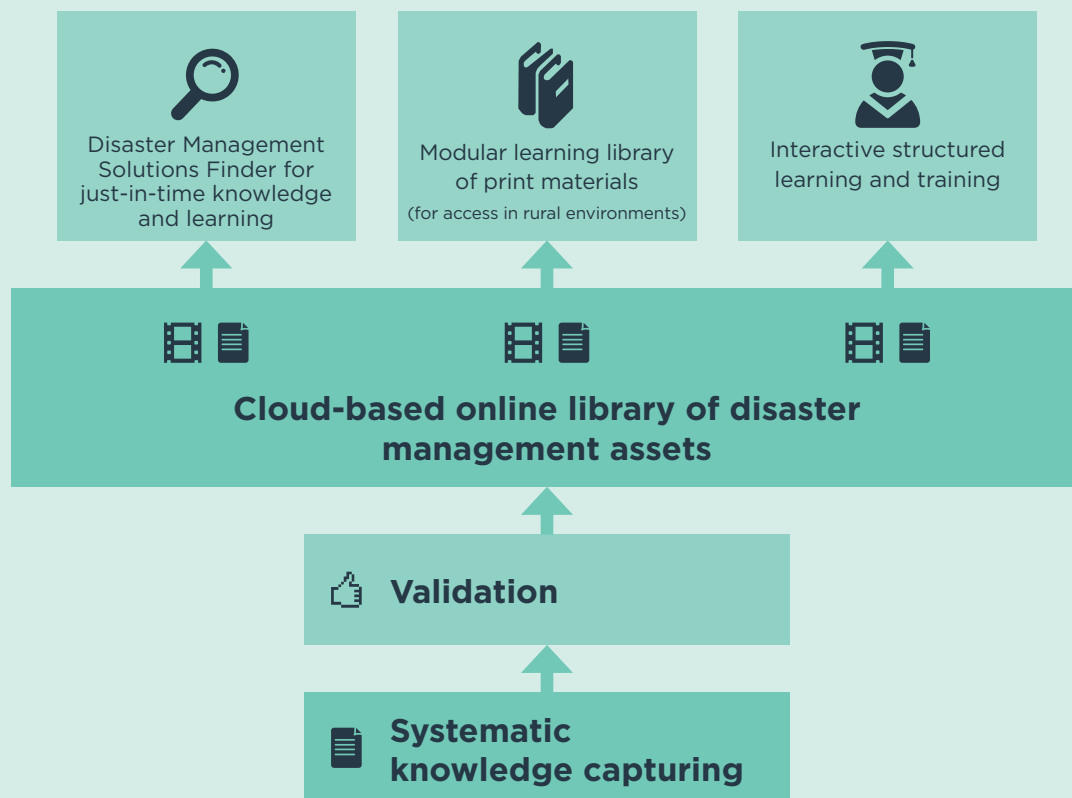 Disaster Management
Solutions Finder for
just-in-time knowledge
and learning
Modular learning library
of print materials
(for access in rural environments)
Interactive structured
learning and training
Cloud-based online library of disaster
management assets
Validation
Systematic
knowledge capturing